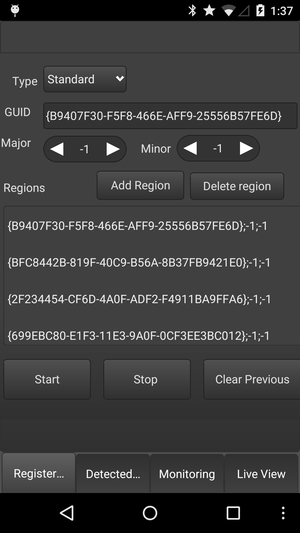 1:37
Type Standard
GUID {B9407F30-F5F8-466E-AFF9-25556B57FE6D}
Major -1 Minor -1
Regions Add Region Delete region
{B9407F30-F5F8-466E-AFF9-25556B57FE6D};-1;-1
{BFC8442B-819F-40C9-B56A-8B37FB9421E0};-1;-1
{2F234454-CF6D-4A0F-ADF2-F4911BA9FFA6};-1;-1
{699EBC80-E1F3-11E3-9A0F-0CF3EE3BC012};-1;-1
Start Stop Clear Previous
Register... Detected... Monitoring Live View